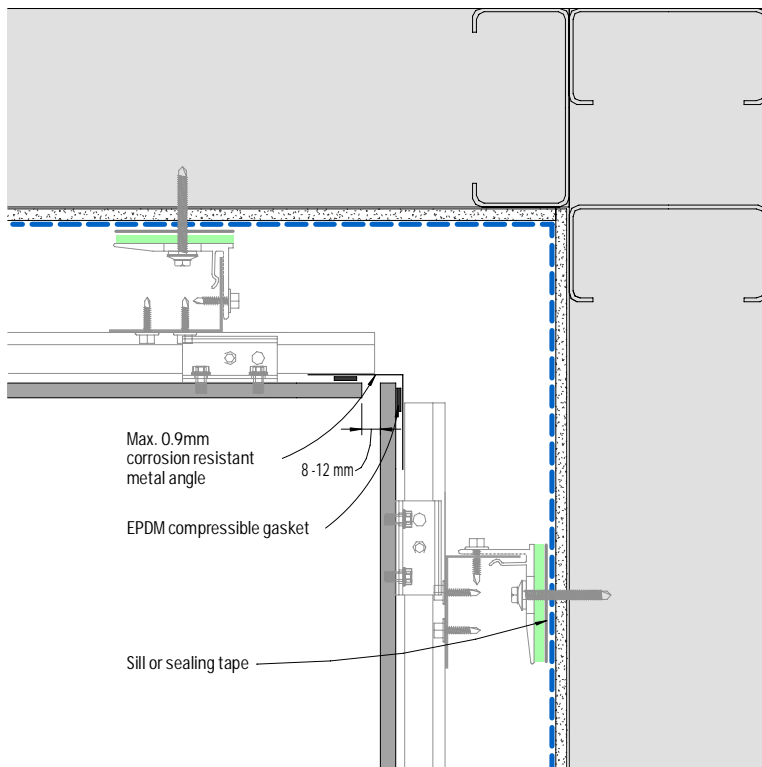 Max. 0.9mm
corrosion resistant
metal angle
8 -12 mm
EPDM compressible gasket
Sill or sealing tape